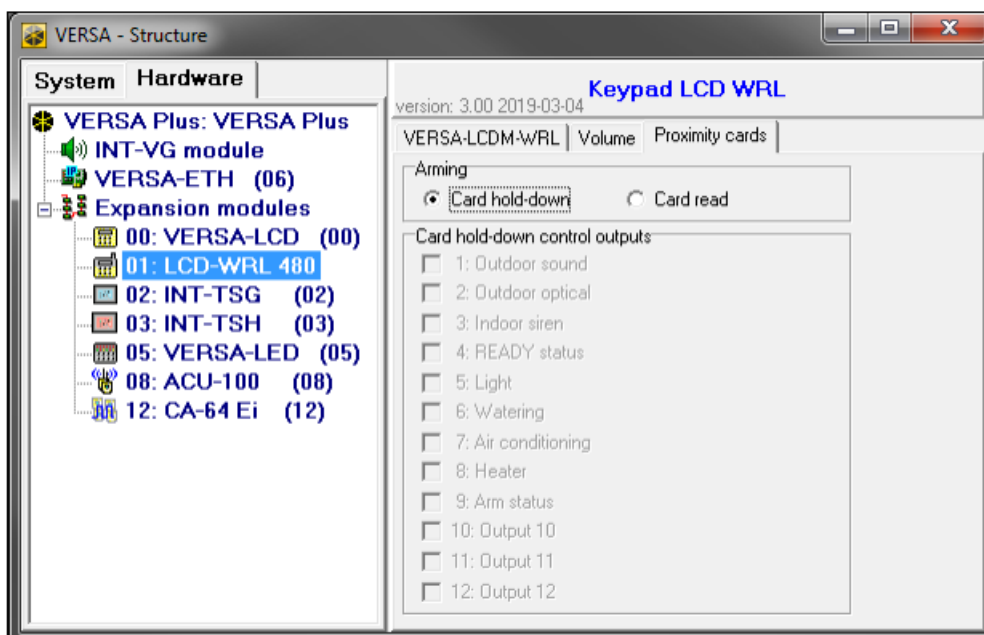 VERSA - Structure
System Hardware
VERSA Plus: VERSA Plus
INT-VG module
VERSA-ETH (06)
Expansion modules
00: VERSA-LCD (00)
01: LCD-WRL 480
02: INT-TSG (02)
03: INT-TSH (03)
05: VERSA-LED (05)
08: ACU-100 (08)
12: CA-64 Ei (12)
Keypad LCD WRL
version: 3.00 2019-03-04
VERSA-LCDM-WRL Volume Proximity cards
Arming
Card hold-down Card read
Card hold-down control outputs
1: Outdoor sound
2: Outdoor optical
3: Indoor siren
4: READY status
5: Light
6: Watering
7: Air conditioning
8: Heater
9: Arm status
10: Output 10
11: Output 11
12: Output 12